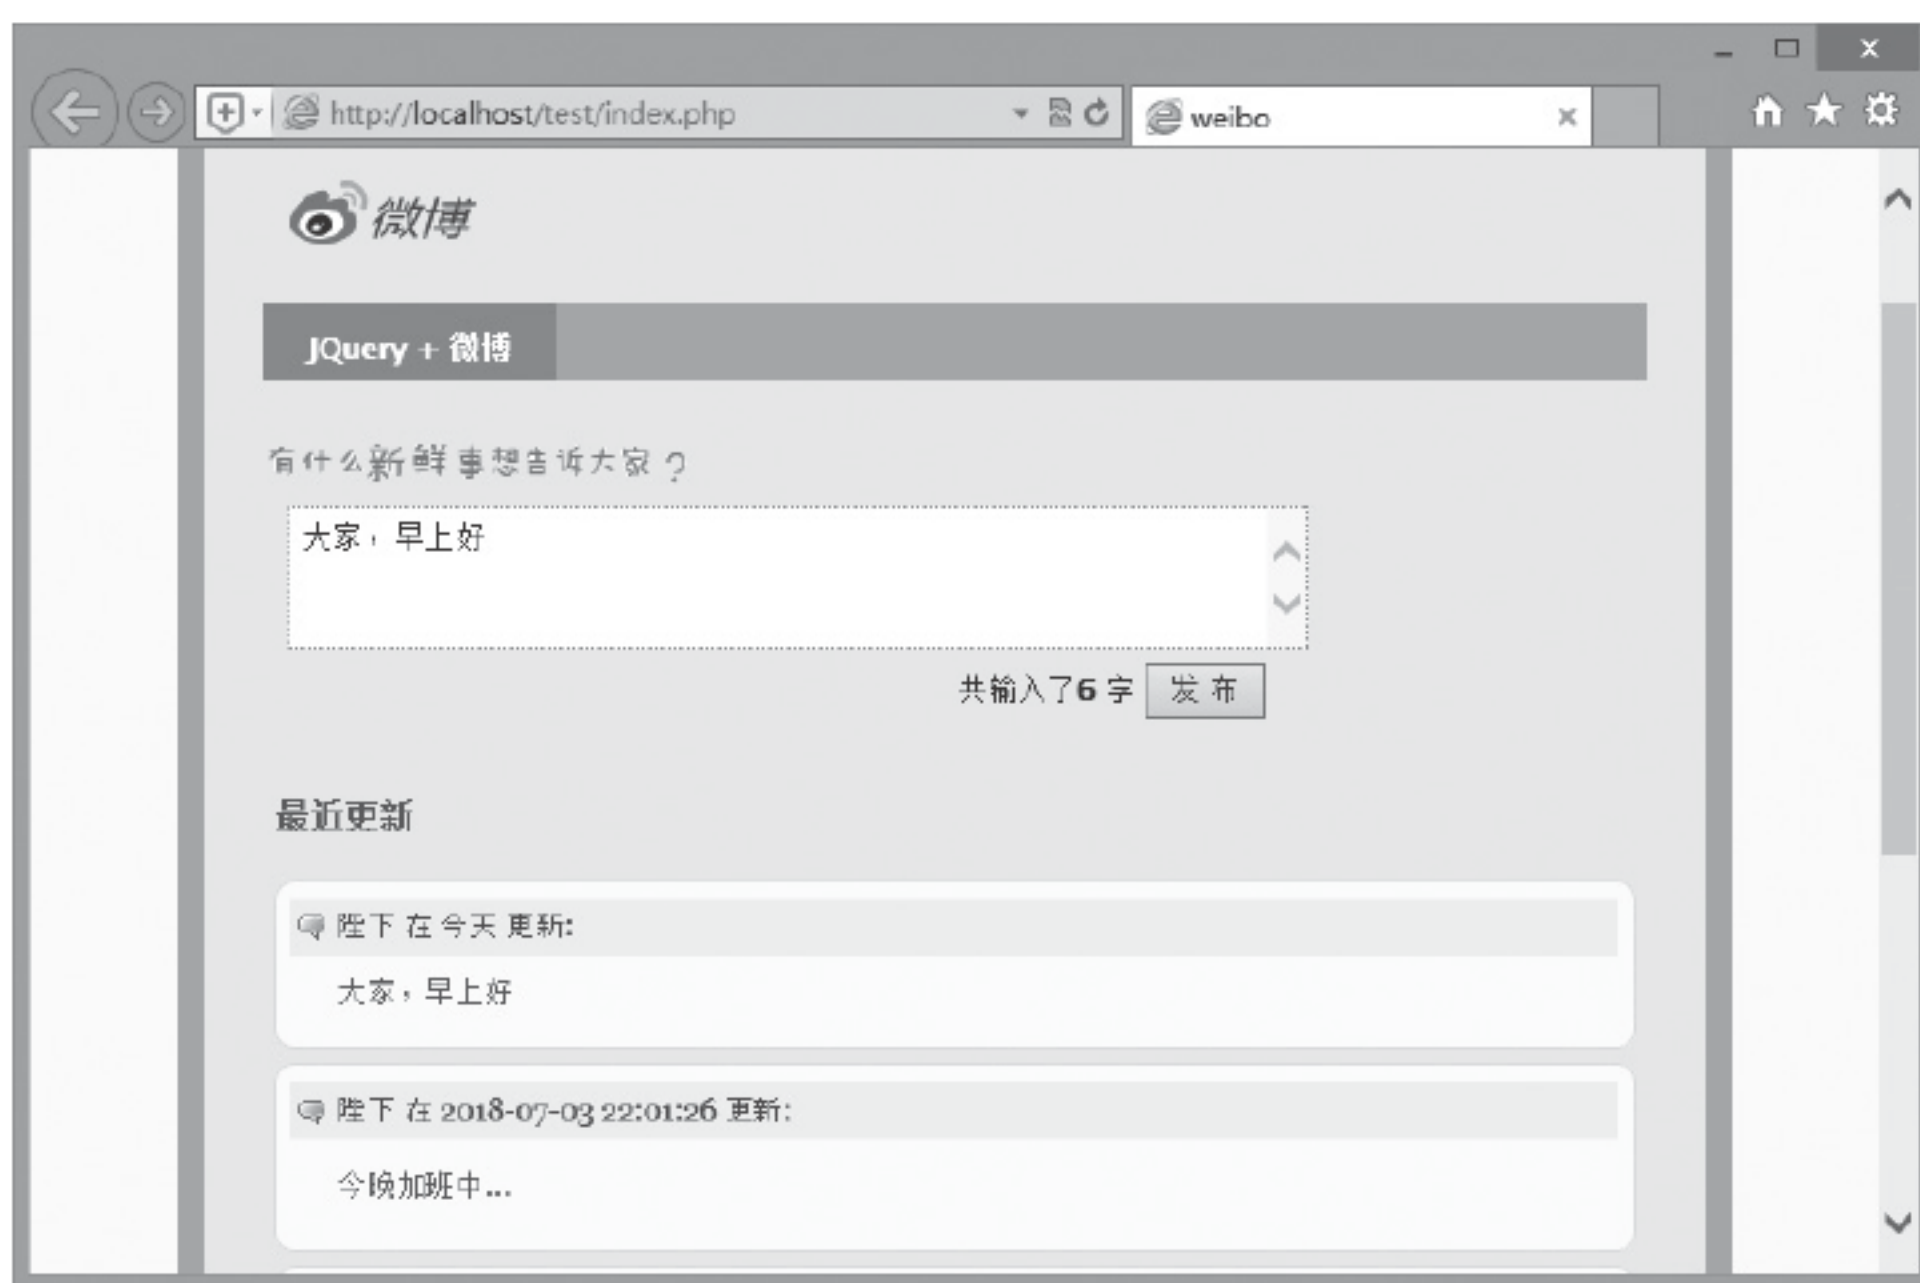 http://localhost/test/index.php
weibo
微博
JQuery + 微博
有什么新鲜事想告诉大家?
大家，早上好
共输入了6 字 发 布
最近更新
陛下 在 今天 更新:
大家，早上好
陛下 在 2018-07-03 22:01:26 更新:
今晚加班中...